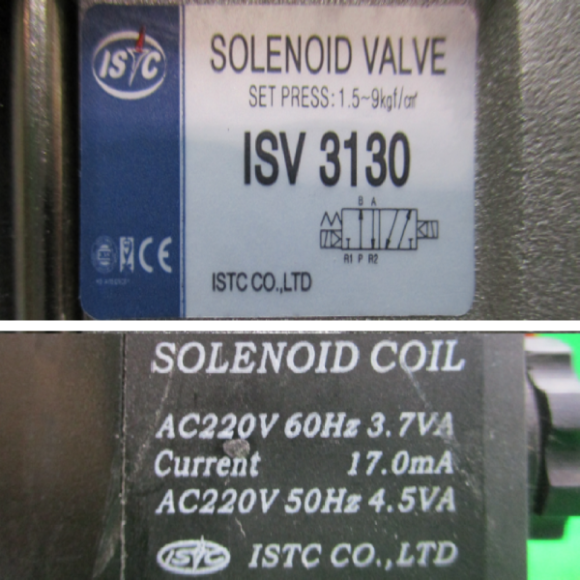 ISTC
SOLENOID VALVE
SET PRESS: 1.5~9kgf/cm²
ISV 3130
B A
R1 P R2
CE
ISTC CO.,LTD
SOLENOID COIL
AC220V 60Hz 3.7VA
Current 17.0mA
AC220V 50Hz 4.5VA
ISTC ISTC CO.,LTD